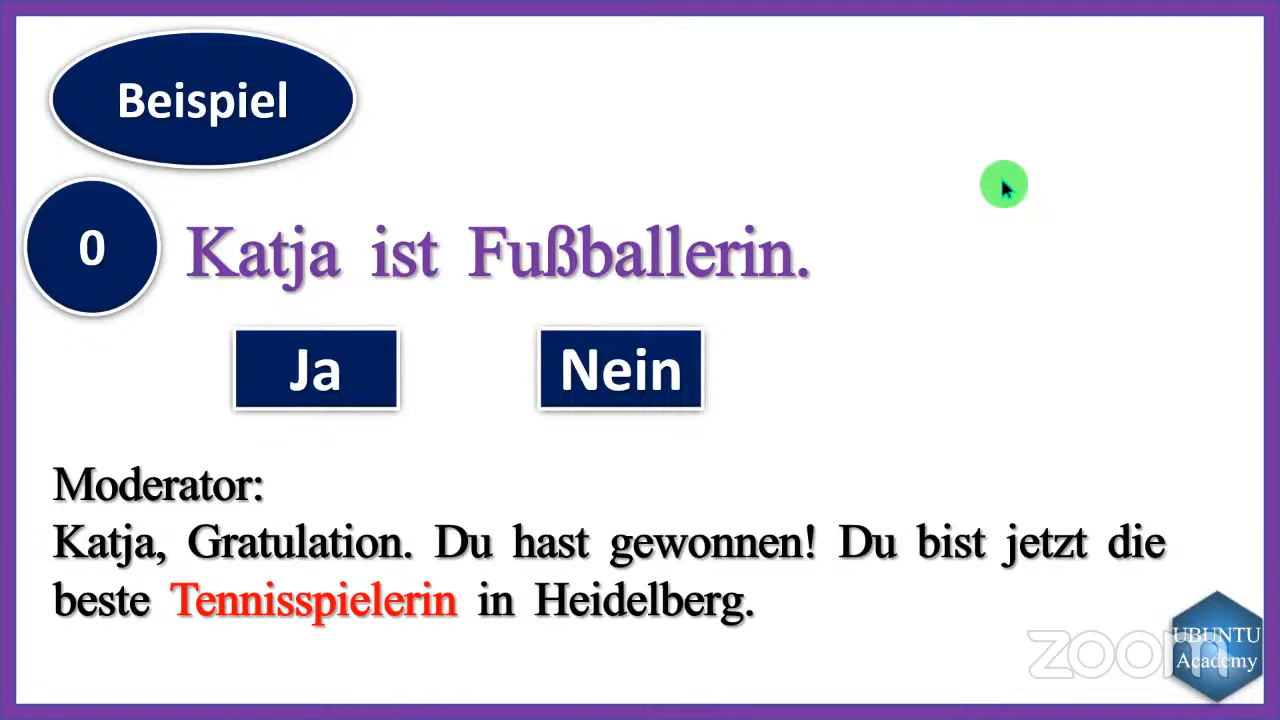 Beispiel
0
Katja ist Fußballerin.
Ja
Nein
Moderator:
Katja, Gratulation. Du hast gewonnen! Du bist jetzt die
beste Tennisspielerin in Heidelberg.
zoom
UBUNTU
Academy